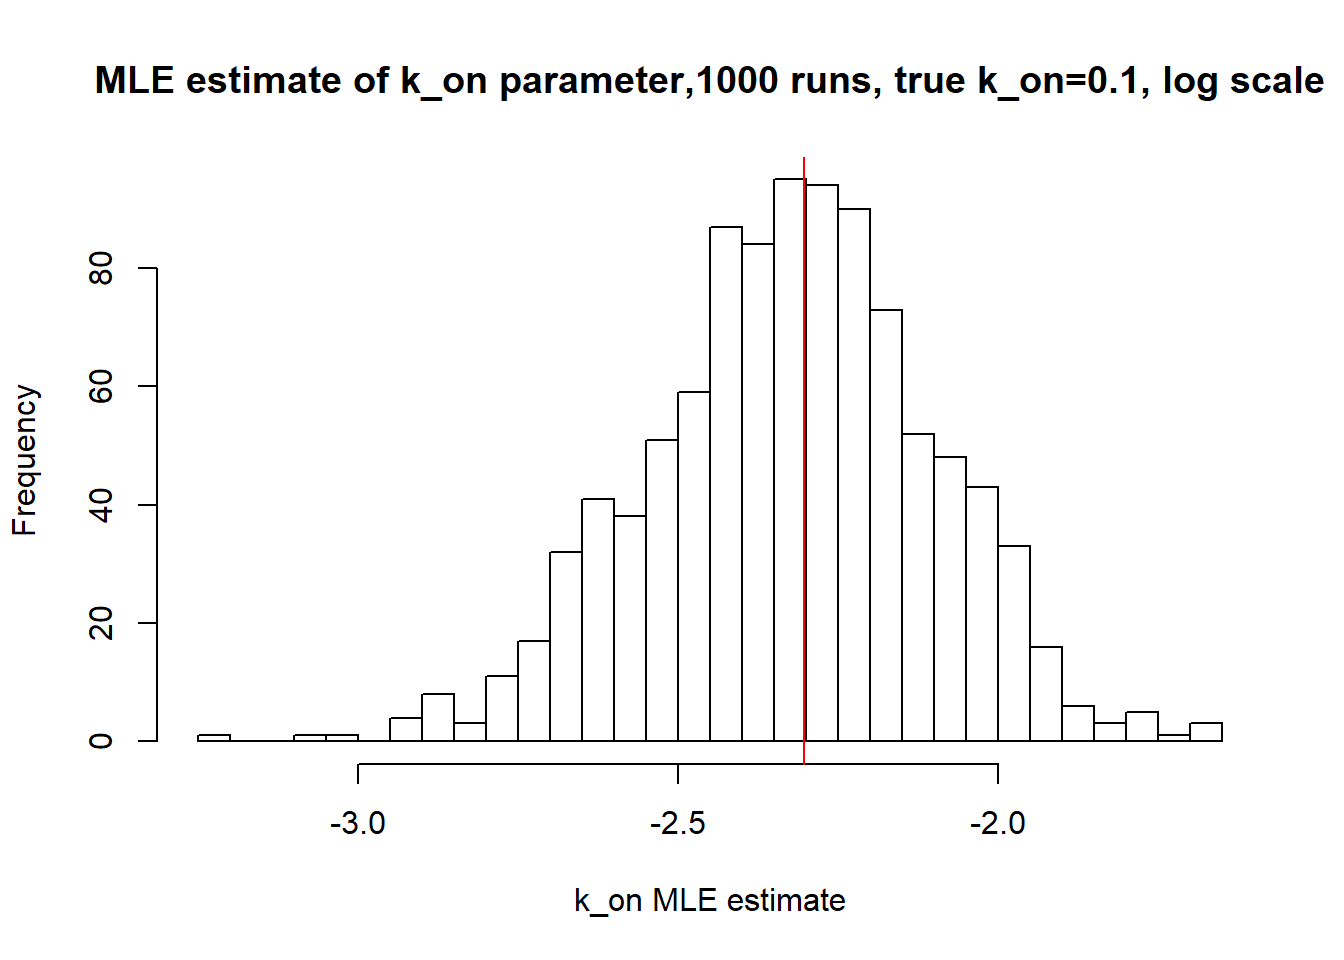 MLE estimate of k_on parameter,1000 runs, true k_on=0.1, log scale
Frequency
80
60
40
20
0
-3.0 -2.5 -2.0
k_on MLE estimate